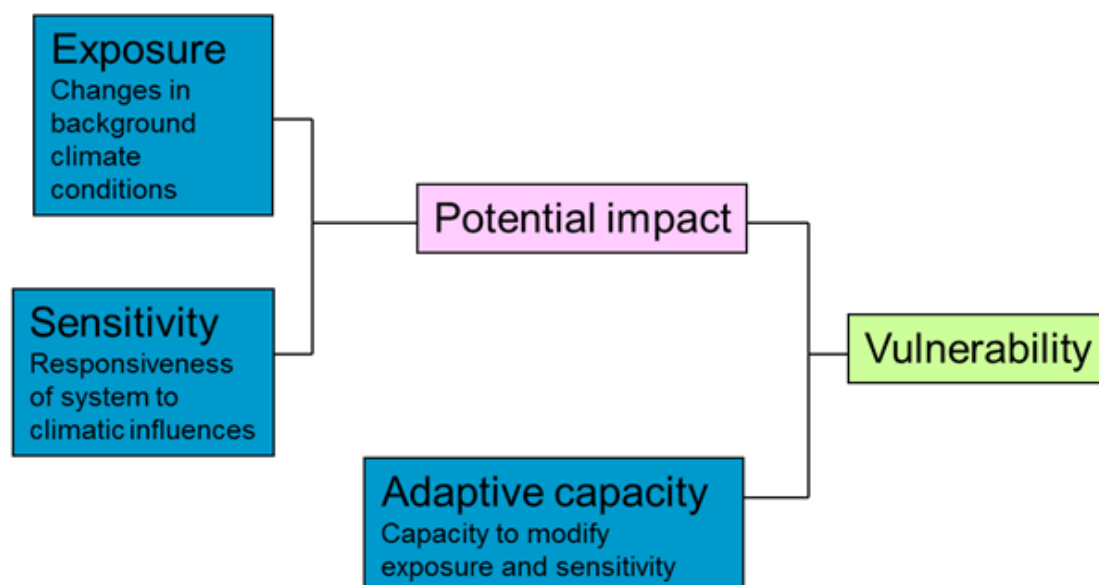 Exposure
Changes in
background
climate
conditions
Potential impact
Sensitivity
Responsiveness
of system to
climatic influences
Vulnerability
Adaptive capacity
Capacity to modify
exposure and sensitivity